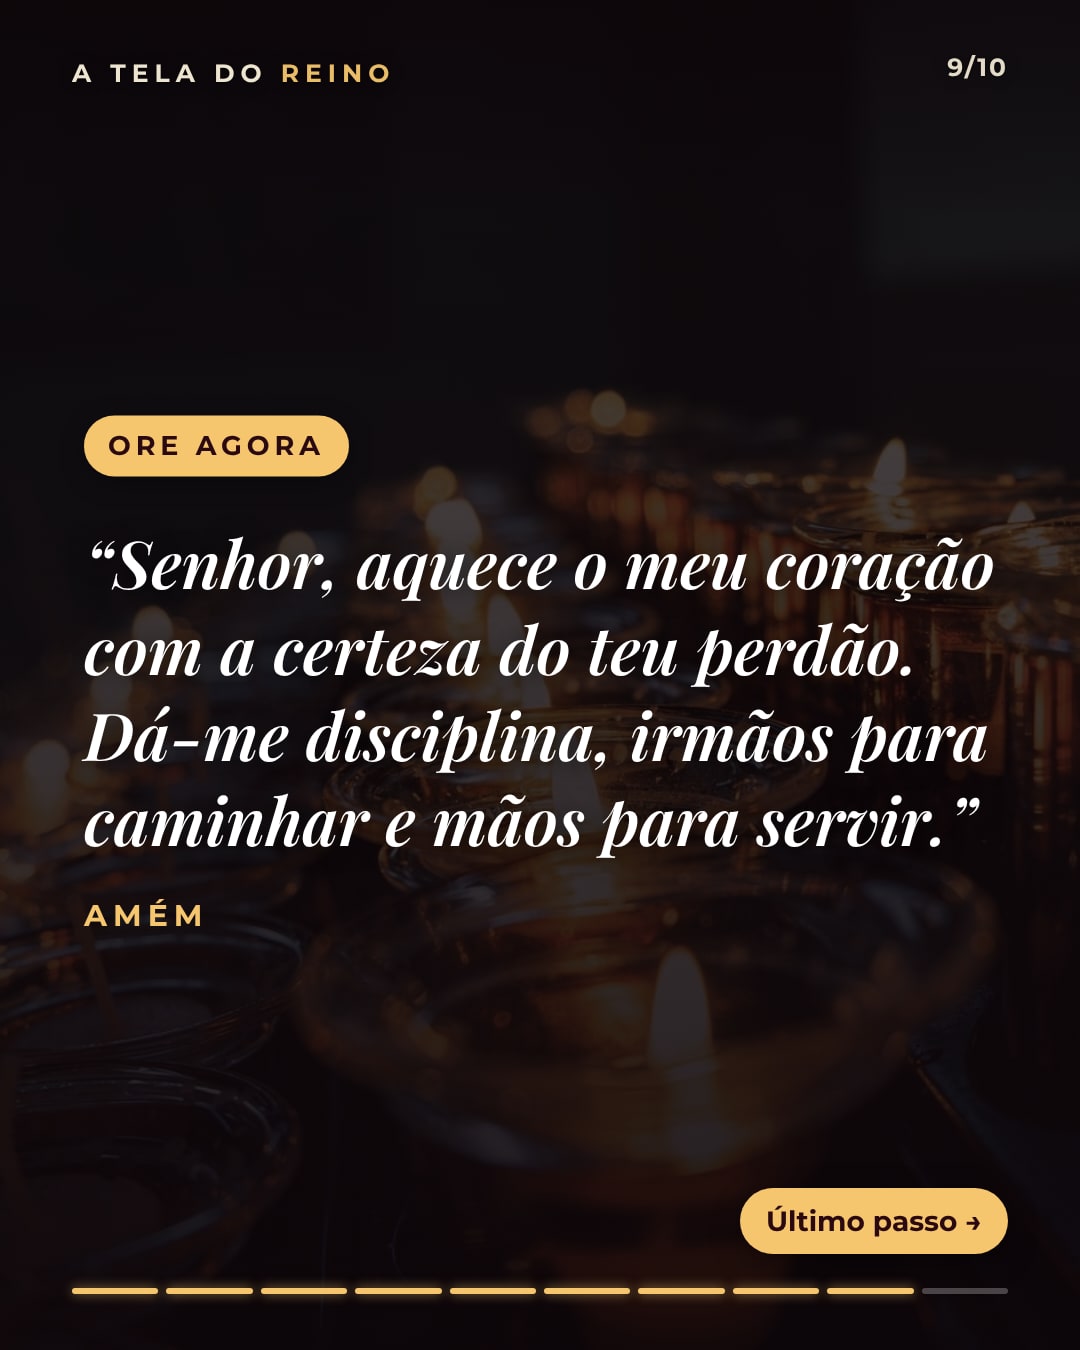 A TELA DO REINO
9/10
ORE AGORA
“Senhor, aquece o meu coração
com a certeza do teu perdão.
Dá-me disciplina, irmãos para
caminhar e mãos para servir.”
AMÉM
Último passo →